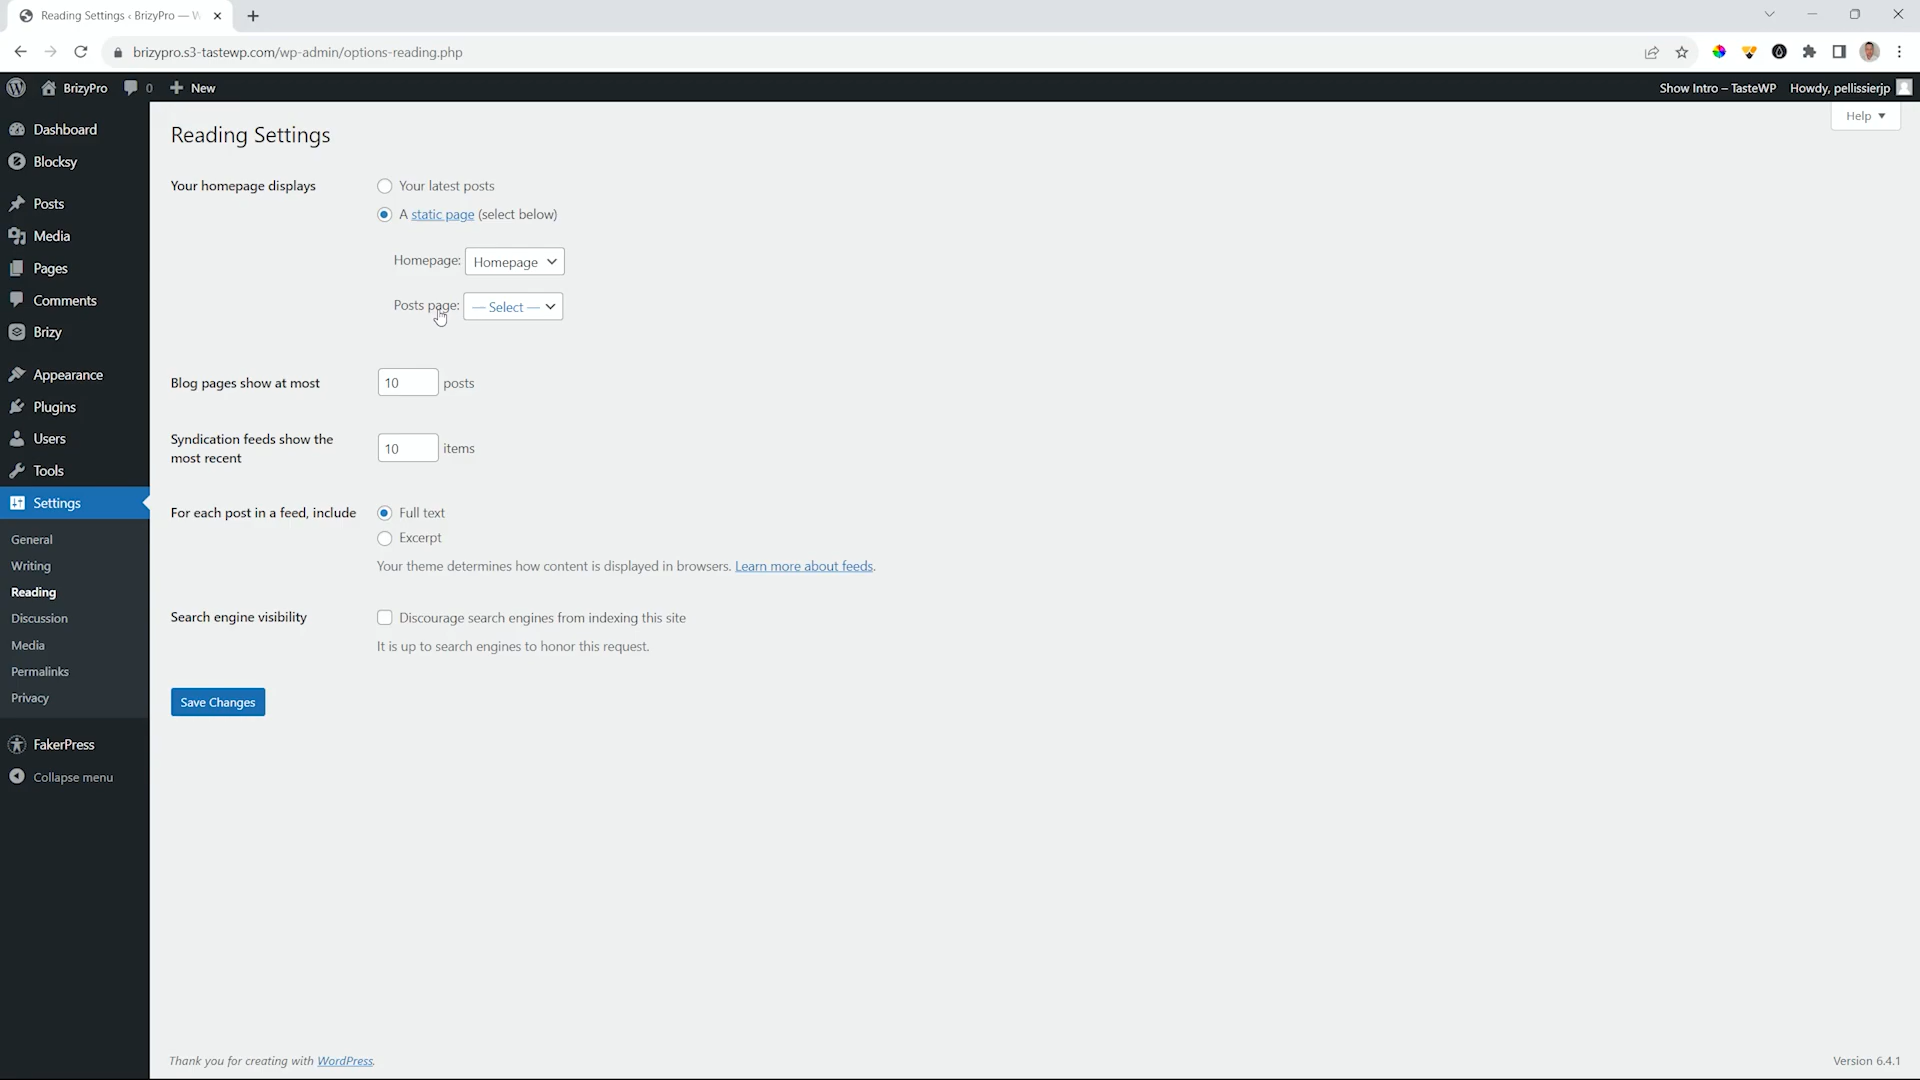 Reading Settings ‹ BrizyPro — W
brizypro.s3-tastewp.com/wp-admin/options-reading.php
BrizyPro 0 New
Show Intro – TasteWP Howdy, pellissierjp
Help
Dashboard
Blocksy
Posts
Media
Pages
Comments
Brizy
Appearance
Plugins
Users
Tools
Settings
General
Writing
Reading
Discussion
Media
Permalinks
Privacy
FakerPress
Collapse menu
Reading Settings
Your homepage displays
Your latest posts
A static page (select below)
Homepage: Homepage
Posts page: — Select —
Blog pages show at most 10 posts
Syndication feeds show the
most recent
10 items
For each post in a feed, include
Full text
Excerpt
Your theme determines how content is displayed in browsers. Learn more about feeds.
Search engine visibility
Discourage search engines from indexing this site
It is up to search engines to honor this request.
Save Changes
Thank you for creating with WordPress.
Version 6.4.1